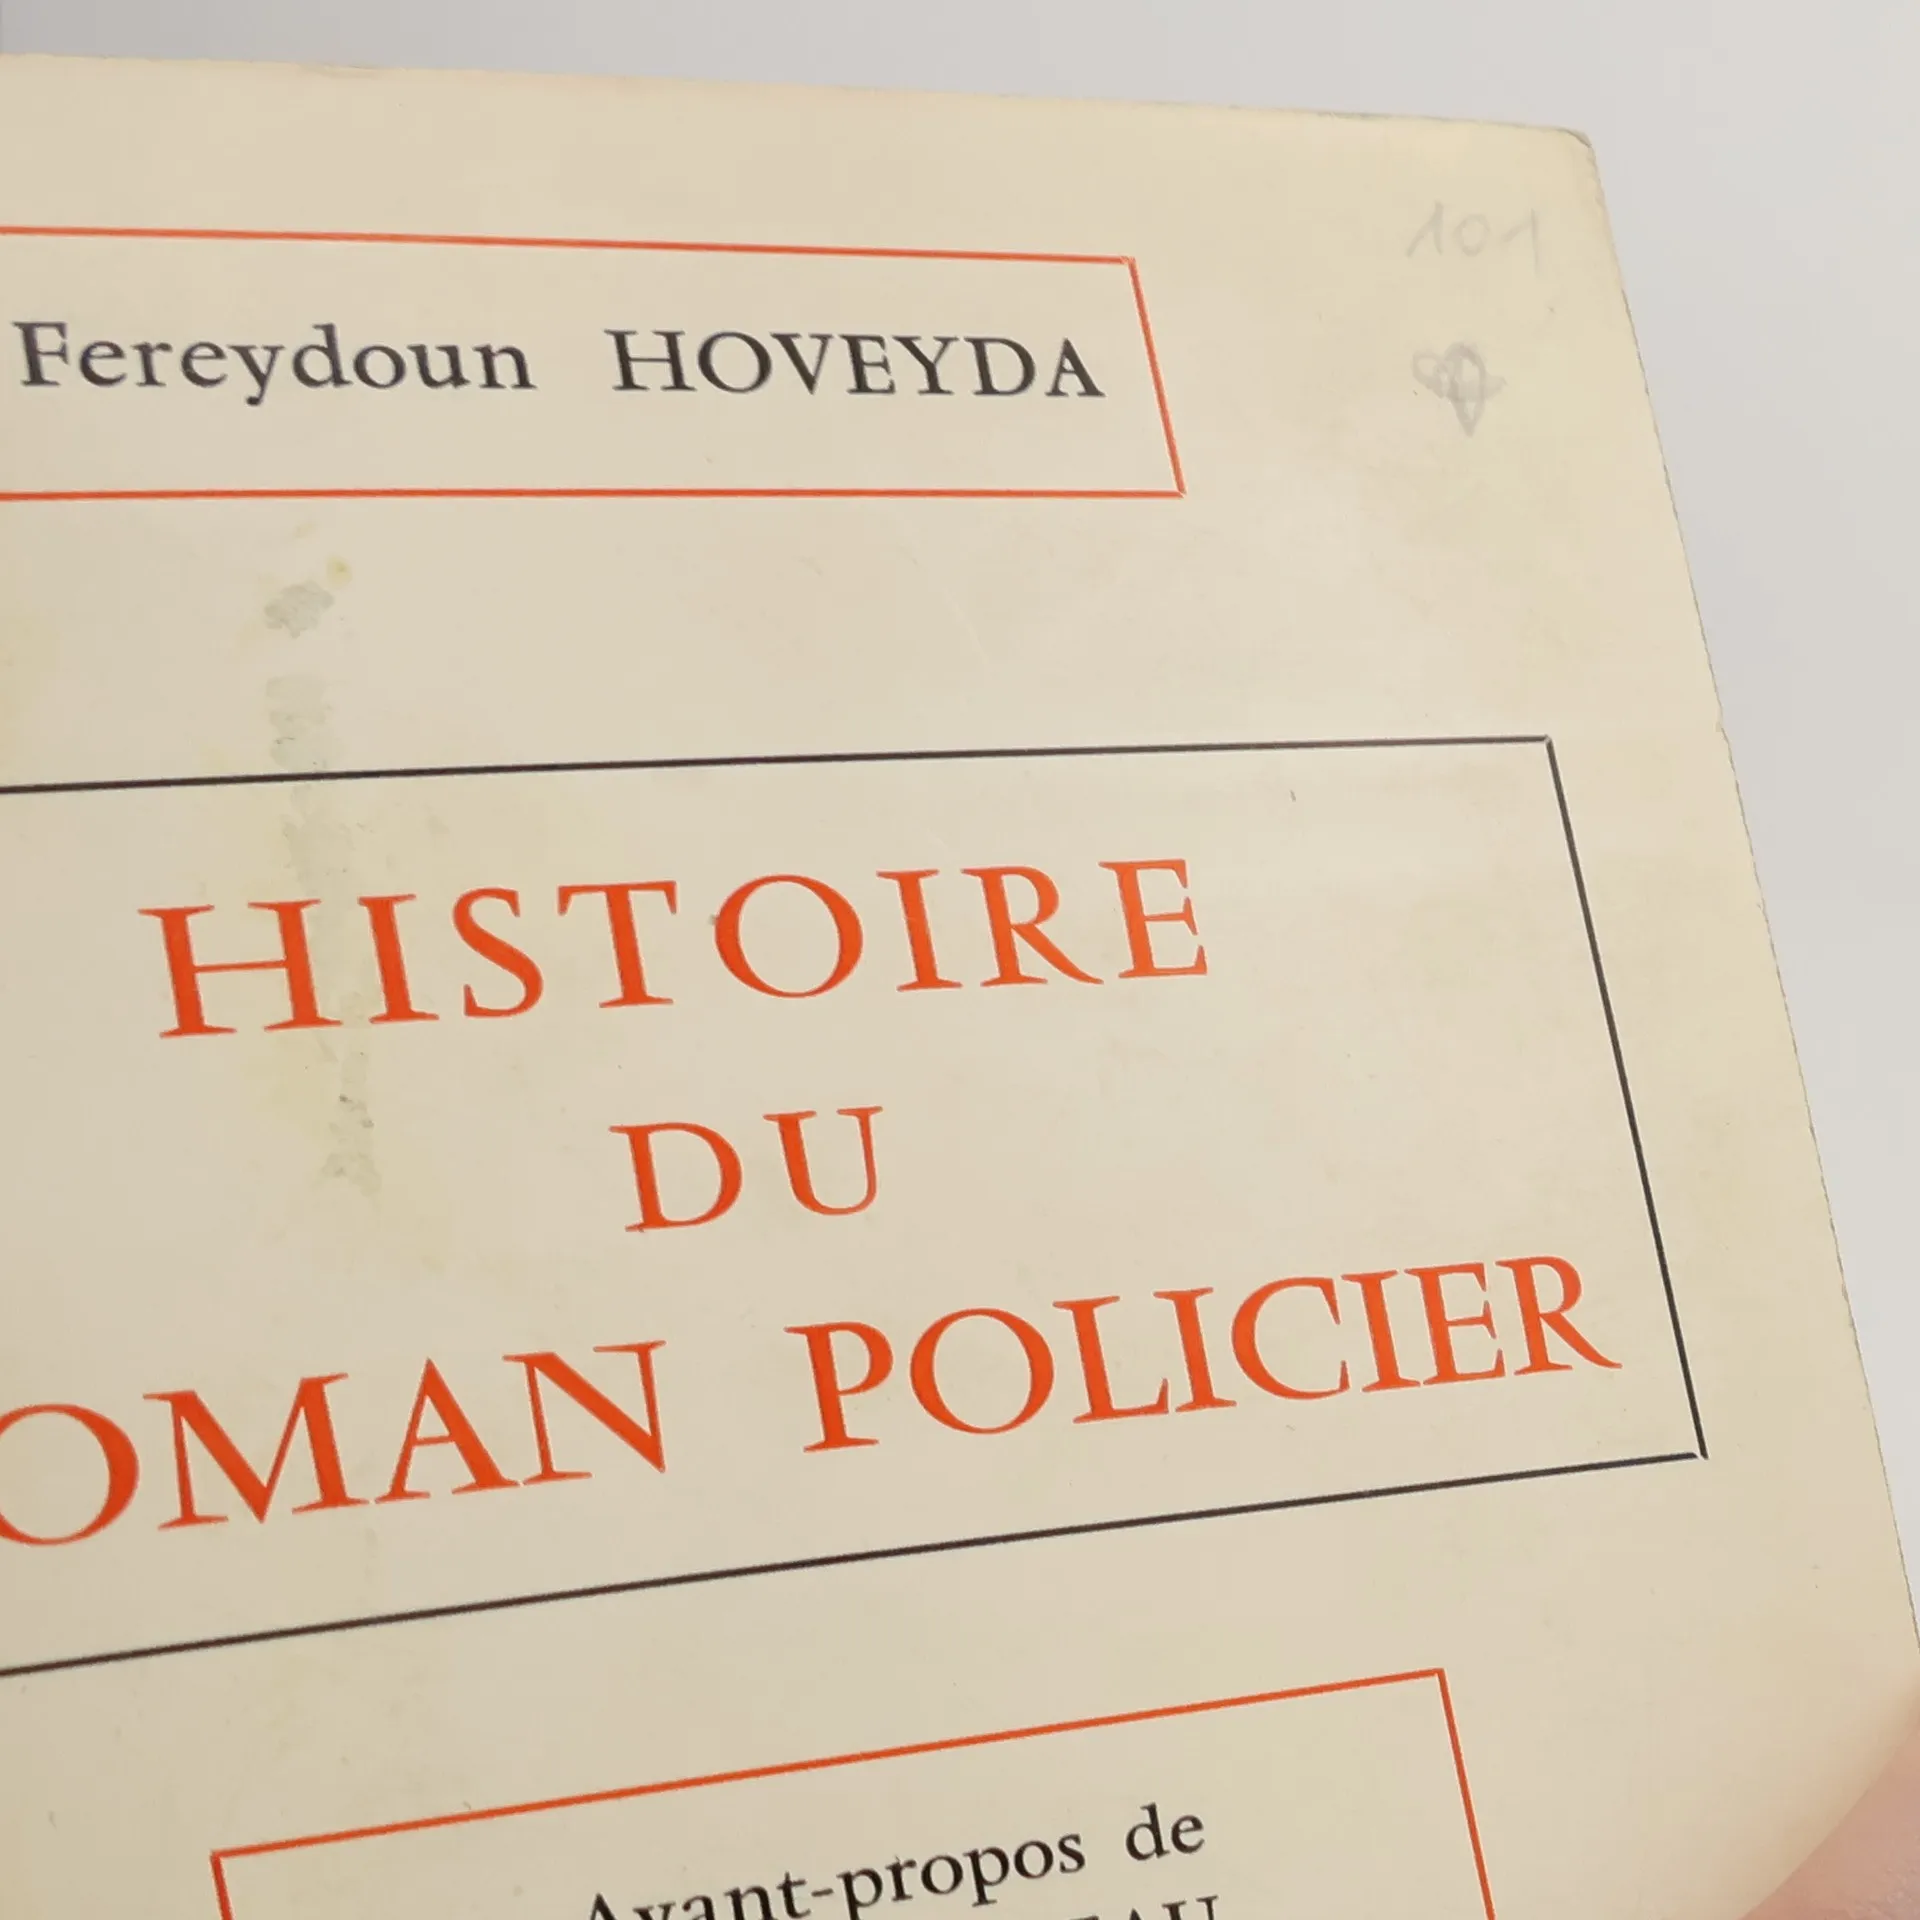 101
Fereydoun HOVEYDA
HISTOIRE
DU
OMAN POLICIER
Avant-propos de